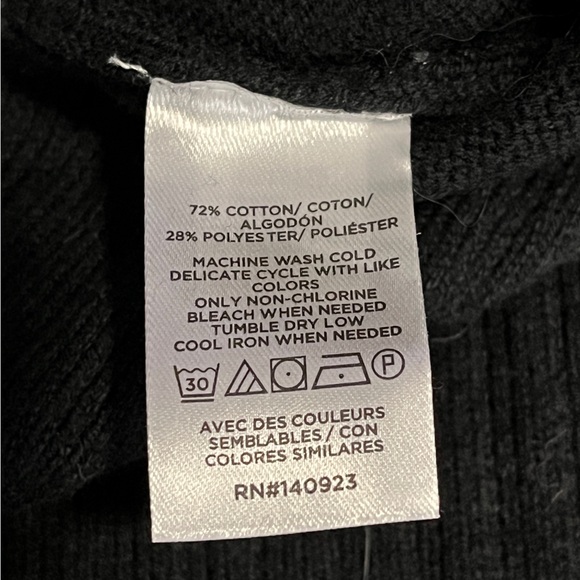 72% COTTON/ COTON/
ALGODÓN
28% POLYESTER/ POLIÉSTER
MACHINE WASH COLD
DELICATE CYCLE WITH LIKE
COLORS
ONLY NON-CHLORINE
BLEACH WHEN NEEDED
TUMBLE DRY LOW
COOL IRON WHEN NEEDED
30 P
AVEC DES COULEURS
SEMBLABLES / CON
COLORES SIMILARES
RN#140923